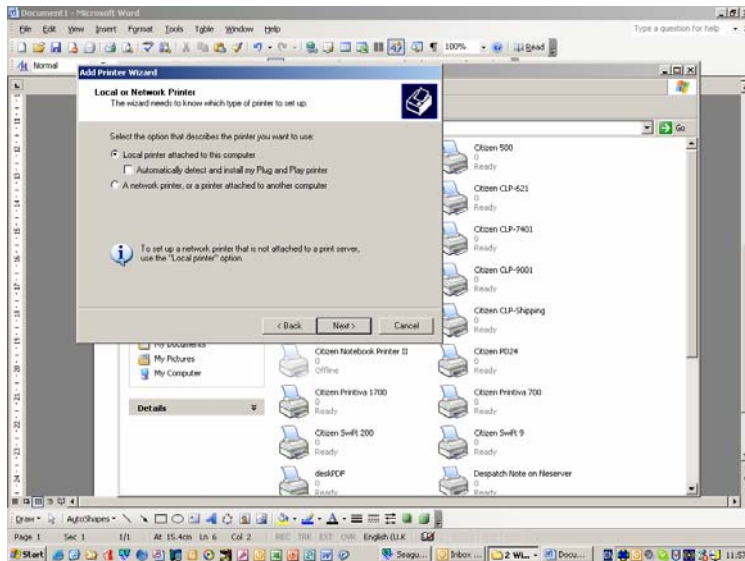 Document1 - Microsoft Word
File Edit View Insert Format Tools Table Window Help
Type a question for help
100%
Read
Normal
Add Printer Wizard
Local or Network Printer
The wizard needs to know which type of printer to set up.
Select the option that describes the printer you want to use:
Local printer attached to this computer
Automatically detect and install my Plug and Play printer
A network printer, or a printer attached to another computer
To set up a network printer that is not attached to a print server,
use the "Local printer" option.
< Back Next > Cancel
Go
Citizen 500
0
Ready
Citizen CLP-621
0
Ready
Citizen CLP-7401
0
Ready
Citizen CLP-9001
0
Ready
Citizen CLP-Shipping
0
Ready
My Documents
My Pictures
My Computer
Details
Citizen Notebook Printer II
0
Offline
Citizen PD24
0
Ready
Citizen Printiva 1700
0
Ready
Citizen Printiva 700
0
Ready
Citizen Swift 200
0
Ready
Citizen Swift 9
0
Ready
deskPDF
0
Ready
Despatch Note on fileserver
0
Ready
Draw AutoShapes
Page 1 Sec 1 1/1 At 15.4cm Ln 6 Col 2 REC TRK EXT OVR English (U.K
Start Seagu... Inbox ... 2 Wi... Docu...